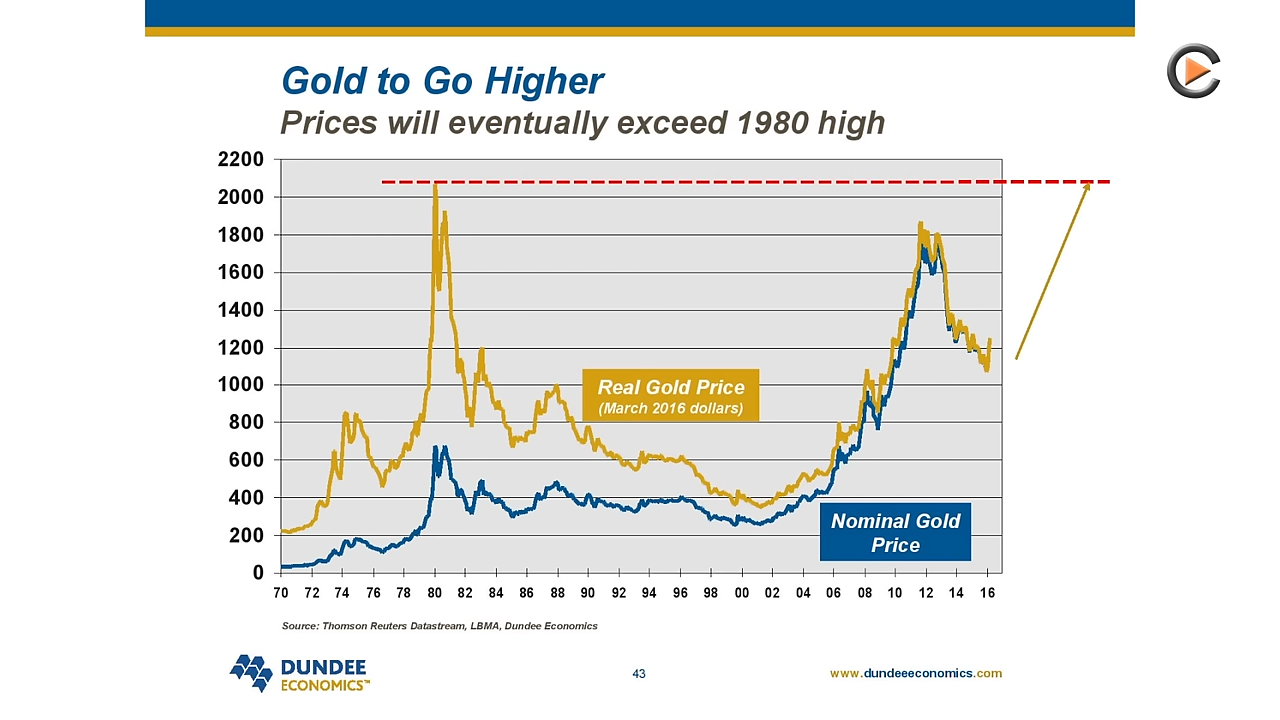 Gold to Go Higher
Prices will eventually exceed 1980 high
2200
2000
1800
1600
1400
1200
1000
800
600
400
200
0
Real Gold Price
(March 2016 dollars)
Nominal Gold
Price
70 72 74 76 78 80 82 84 86 88 90 92 94 96 98 00 02 04 06 08 10 12 14 16
Source: Thomson Reuters Datastream, LBMA, Dundee Economics
DUNDEE
ECONOMICS™
43
www.dundeeeconomics.com